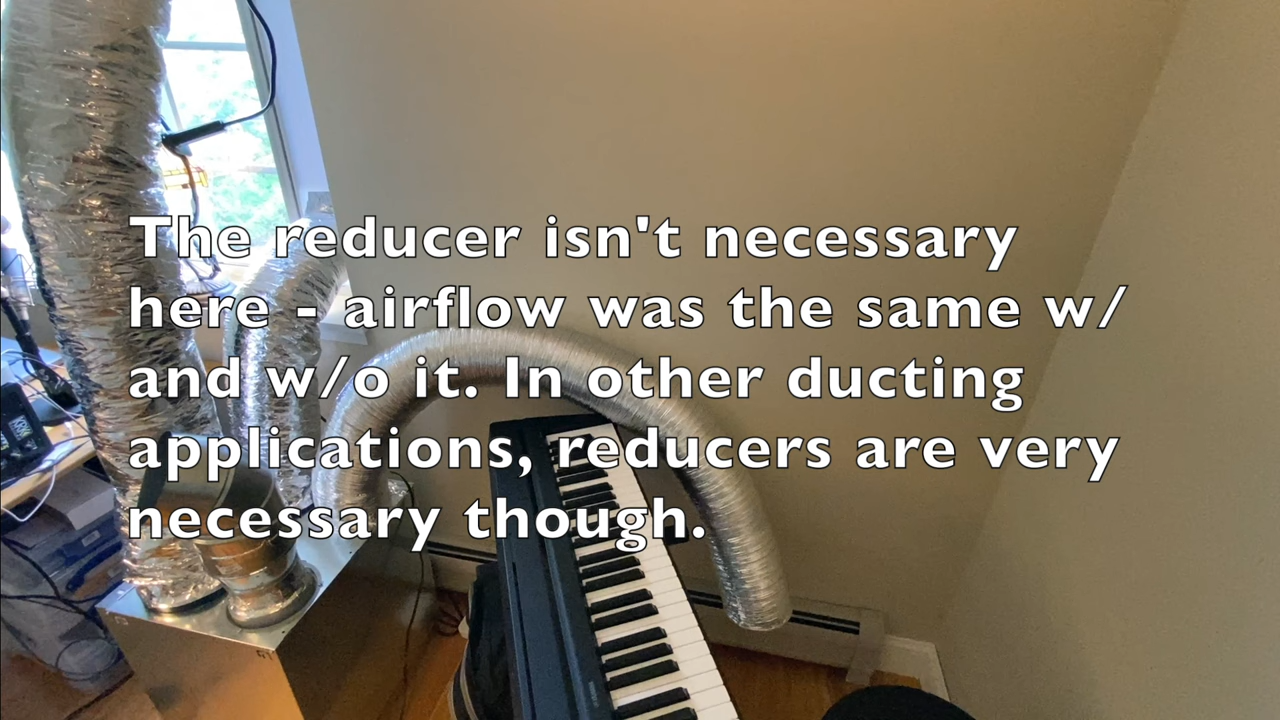 The reducer isn't necessary
here - airflow was the same w/
and w/o it. In other ducting
applications, reducers are very
necessary though.